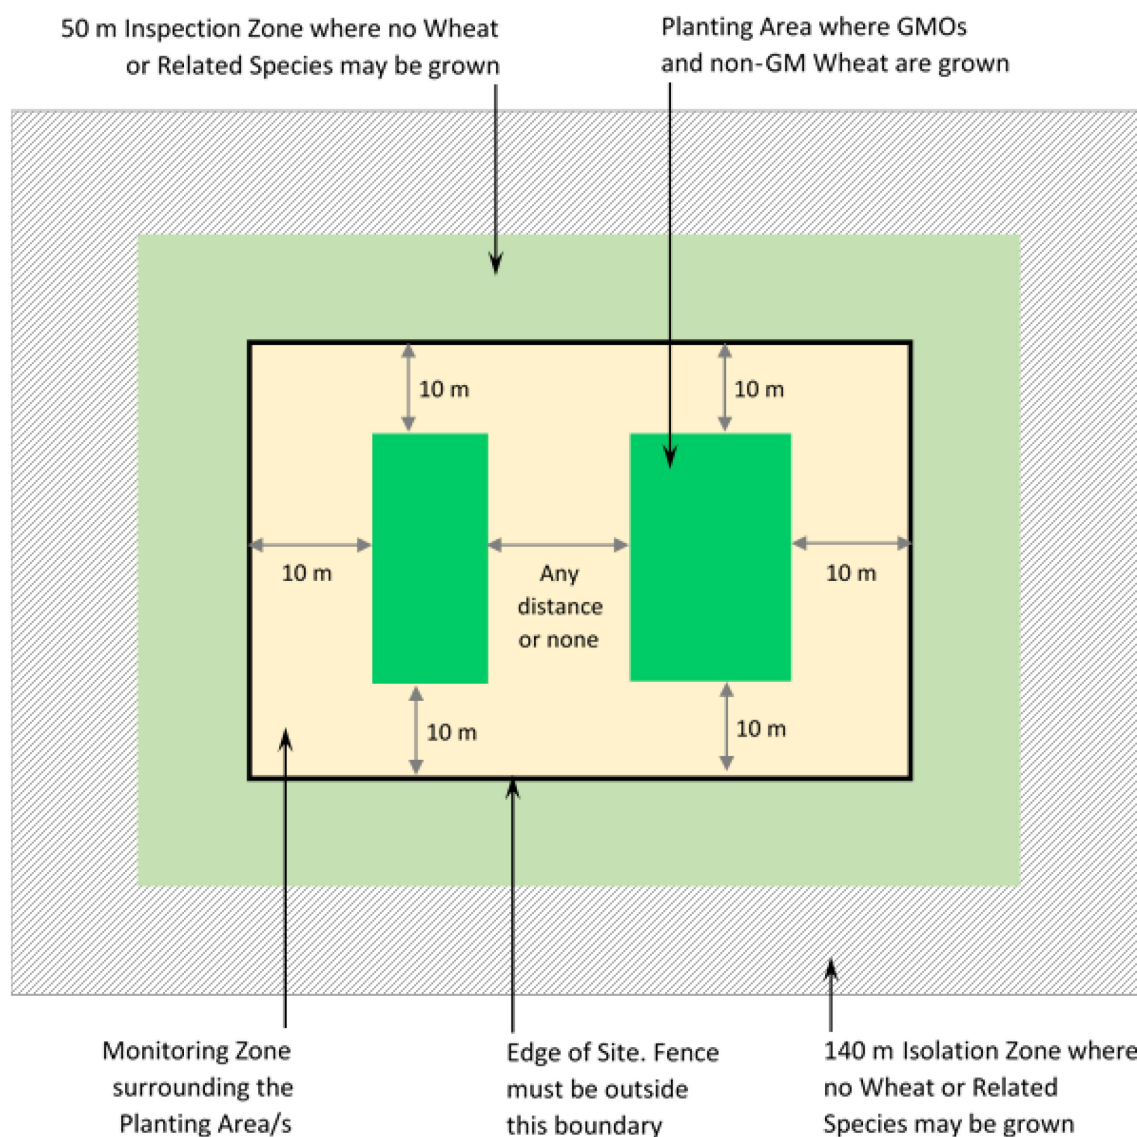 50 m Inspection Zone where no Wheat
or Related Species may be grown
Planting Area where GMOs
and non-GM Wheat are grown
10 m
10 m
10 m
Any
distance
or none
10 m
10 m
10 m
Monitoring Zone
surrounding the
Planting Area/s
Edge of Site. Fence
must be outside
this boundary
140 m Isolation Zone where
no Wheat or Related
Species may be grown